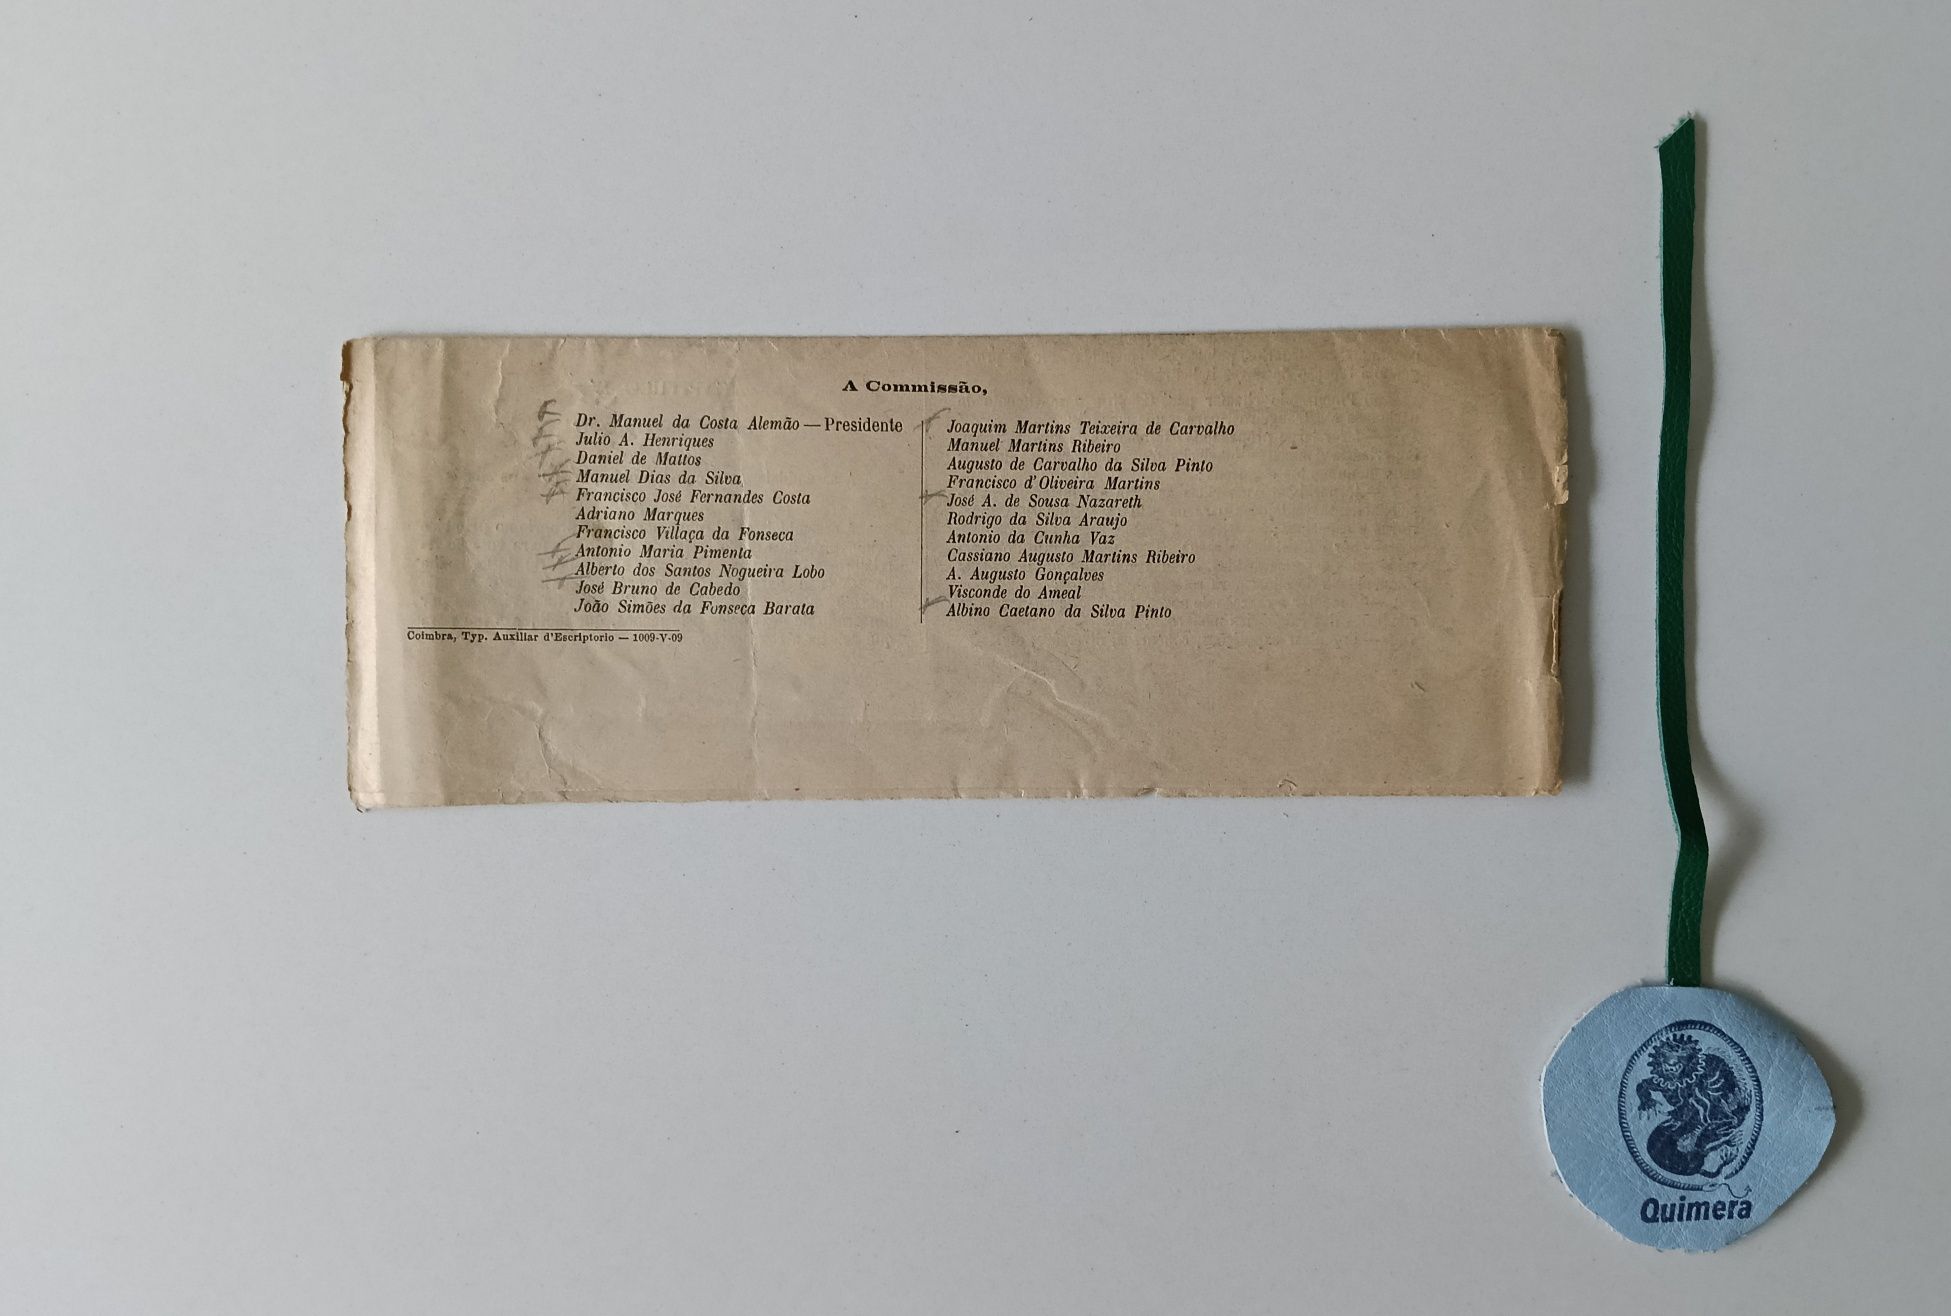 A Commissão,
Dr. Manuel da Costa Alemão — Presidente
Julio A. Henriques
Daniel de Mattos
Manuel Dias da Silva
Francisco José Fernandes Costa
Adriano Marques
Francisco Villaça da Fonseca
Antonio Maria Pimenta
Alberto dos Santos Nogueira Lobo
José Bruno de Cabedo
João Simões da Fonseca Barata
Joaquim Martins Teixeira de Carvalho
Manuel Martins Ribeiro
Augusto de Carvalho da Silva Pinto
Francisco d'Oliveira Martins
José A. de Sousa Nazareth
Rodrigo da Silva Araujo
Antonio da Cunha Vaz
Cassiano Augusto Martins Ribeiro
A. Augusto Gonçalves
Visconde do Ameal
Albino Caetano da Silva Pinto
Coimbra, Typ. Auxiliar d'Escriptorio — 1009-V-09
Quimera